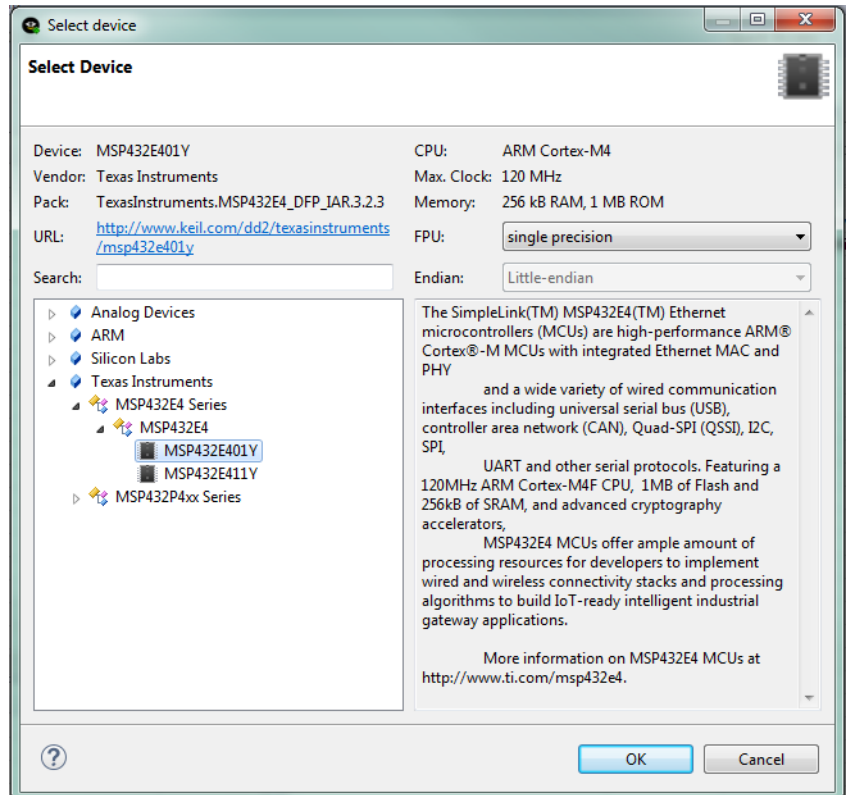 Select device
Select Device
Device: MSP432E401Y
CPU: ARM Cortex-M4
Vendor: Texas Instruments
Max. Clock: 120 MHz
Pack: TexasInstruments.MSP432E4_DFP_IAR.3.2.3
Memory: 256 kB RAM, 1 MB ROM
URL: http://www.keil.com/dd2/texasinstruments
/msp432e401y
FPU: single precision
Search:
Endian: Little-endian
Analog Devices
ARM
Silicon Labs
Texas Instruments
MSP432E4 Series
MSP432E4
MSP432E401Y
MSP432E411Y
MSP432P4xx Series
The SimpleLink(TM) MSP432E4(TM) Ethernet
microcontrollers (MCUs) are high-performance ARM®
Cortex®-M MCUs with integrated Ethernet MAC and
PHY
and a wide variety of wired communication
interfaces including universal serial bus (USB),
controller area network (CAN), Quad-SPI (QSSI), I2C,
SPI,
UART and other serial protocols. Featuring a
120MHz ARM Cortex-M4F CPU, 1MB of Flash and
256kB of SRAM, and advanced cryptography
accelerators,
MSP432E4 MCUs offer ample amount of
processing resources for developers to implement
wired and wireless connectivity stacks and processing
algorithms to build IoT-ready intelligent industrial
gateway applications.
More information on MSP432E4 MCUs at
http://www.ti.com/msp432e4.
?
OK
Cancel